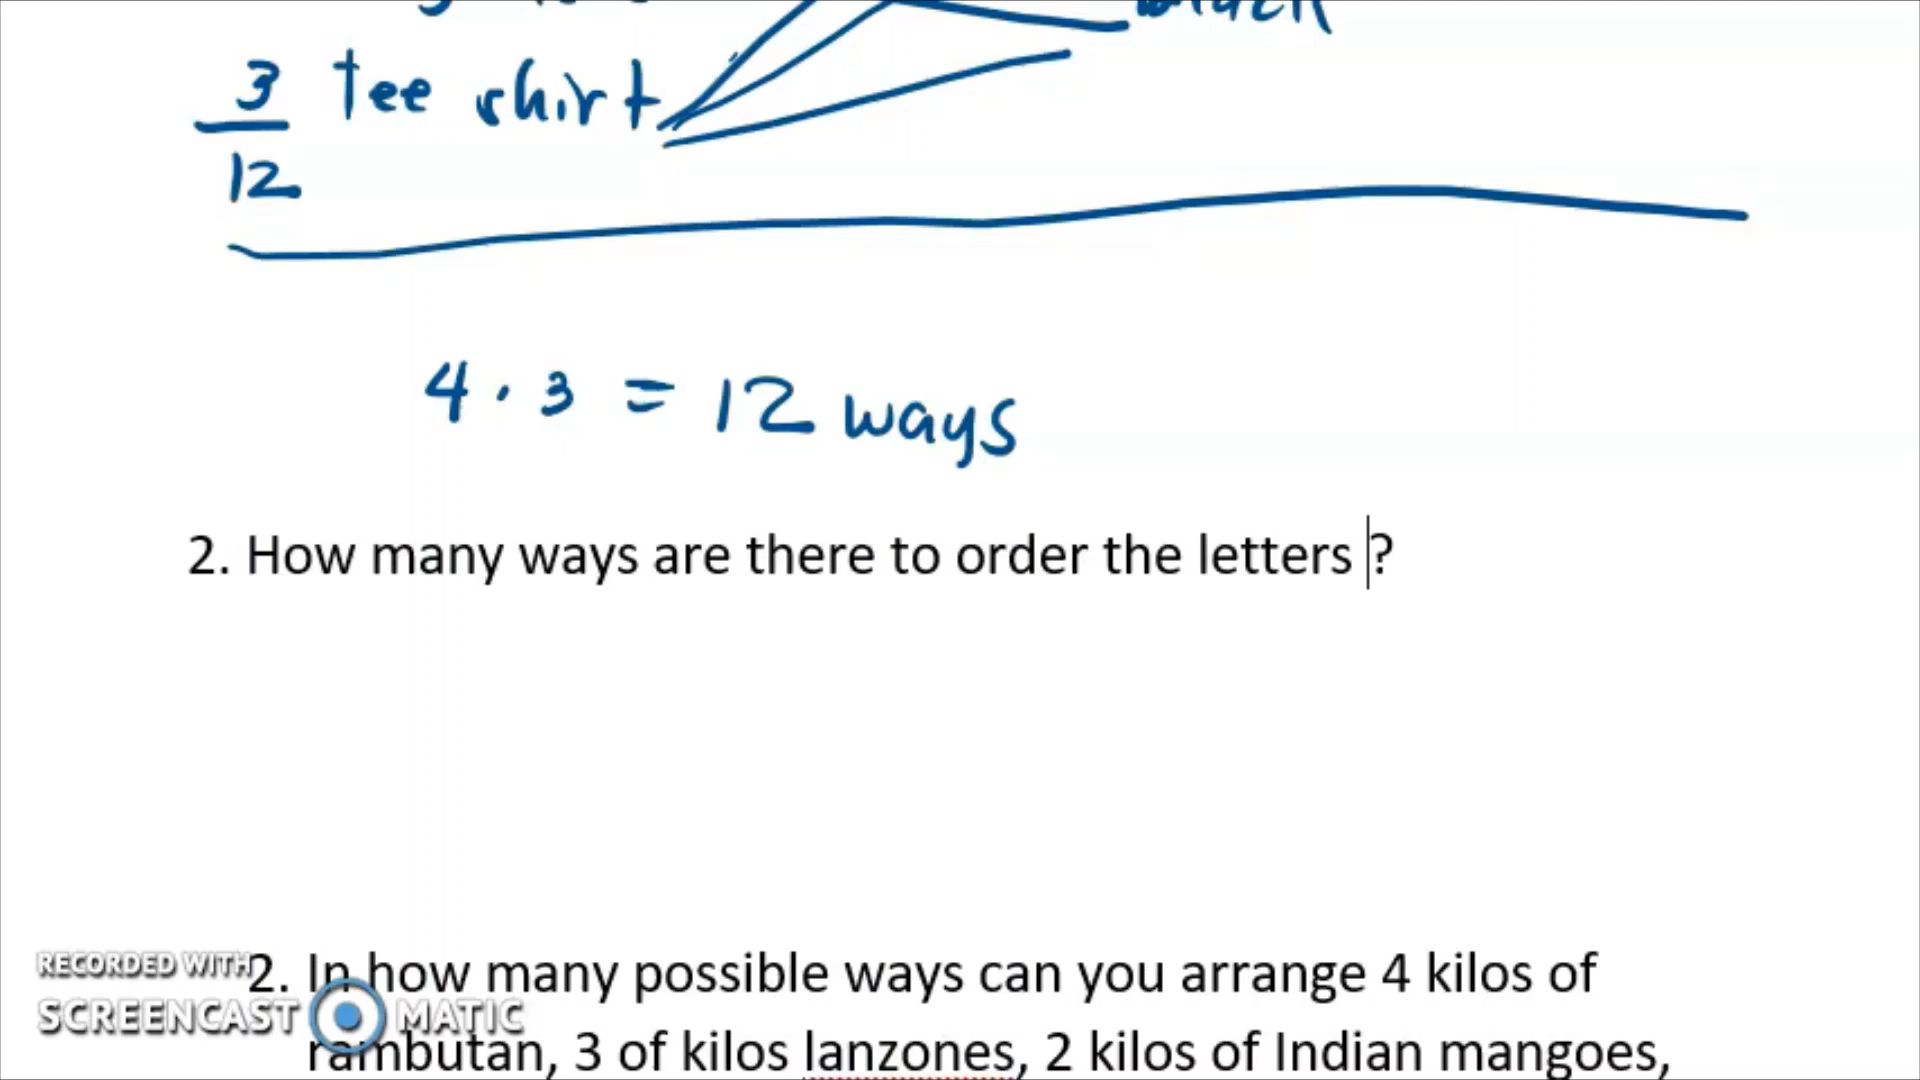 3 tee shirt
12
4 · 3 = 12 ways
2. How many ways are there to order the letters ?
2. In how many possible ways can you arrange 4 kilos of
rambutan, 3 of kilos lanzones, 2 kilos of Indian mangoes,
RECORDED WITH
SCREENCAST MATIC